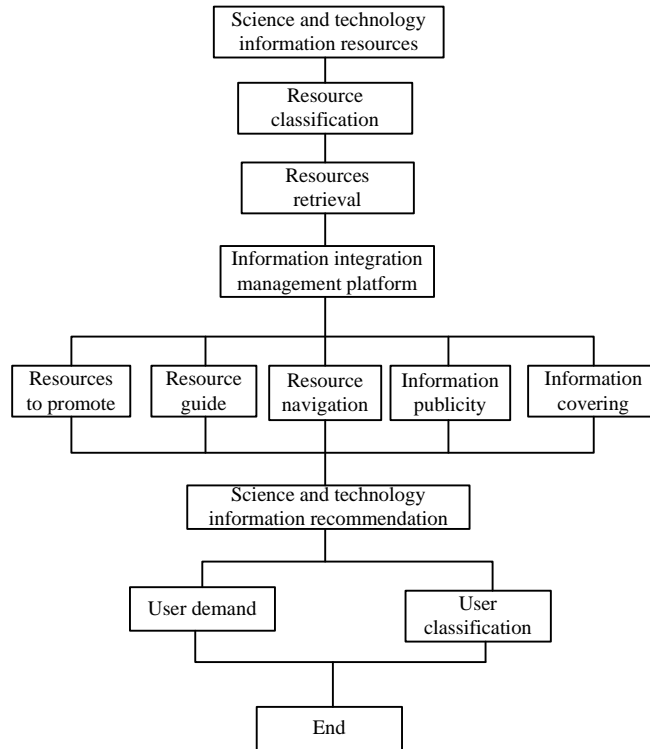 Science and technology
information resources
Resource
classification
Resources
retrieval
Information integration
management platform
Resources
to promote
Resource
guide
Resource
navigation
Information
publicity
Information
covering
Science and technology
information recommendation
User demand
User
classification
End